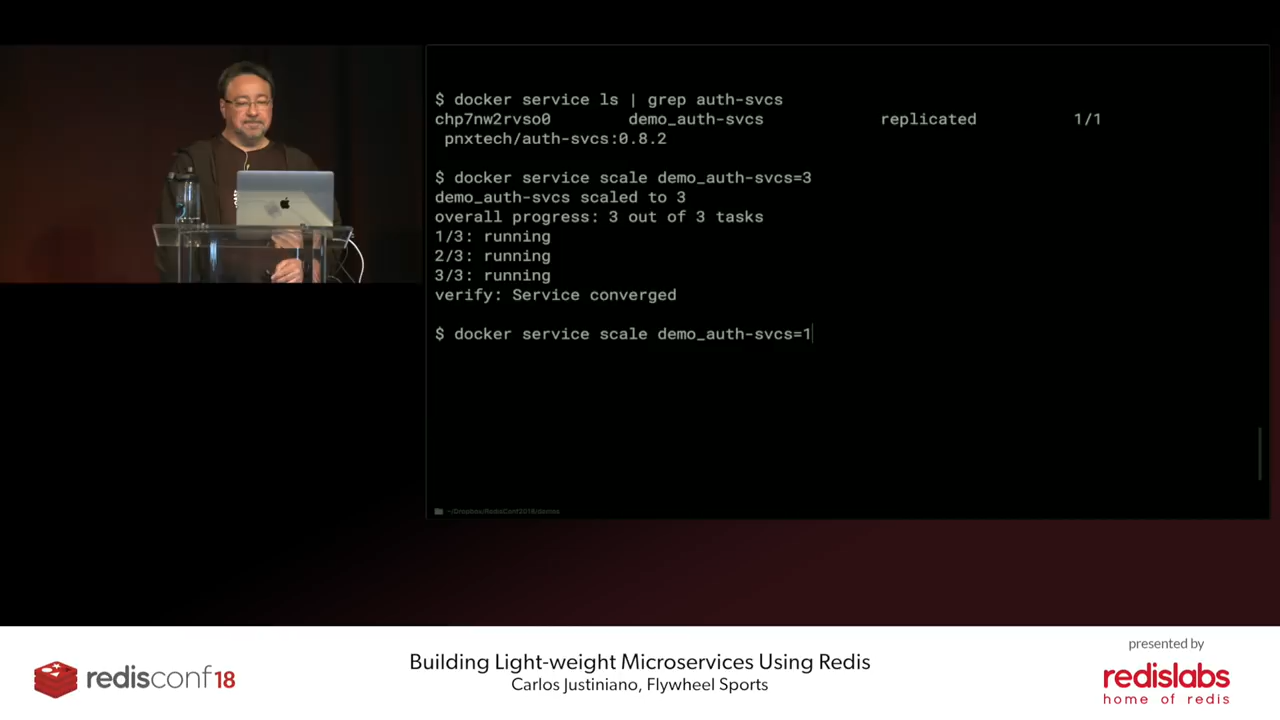 $ docker service ls | grep auth-svcs
chp7nw2rvso0 demo_auth-svcs replicated 1/1
pnxtech/auth-svcs:0.8.2
$ docker service scale demo_auth-svcs=3
demo_auth-svcs scaled to 3
overall progress: 3 out of 3 tasks
1/3: running
2/3: running
3/3: running
verify: Service converged
$ docker service scale demo_auth-svcs=1
~/Dropbox/RedisConf2018/demos
redisconf18
Building Light-weight Microservices Using Redis
Carlos Justiniano, Flywheel Sports
presented by
redislabs
home of redis